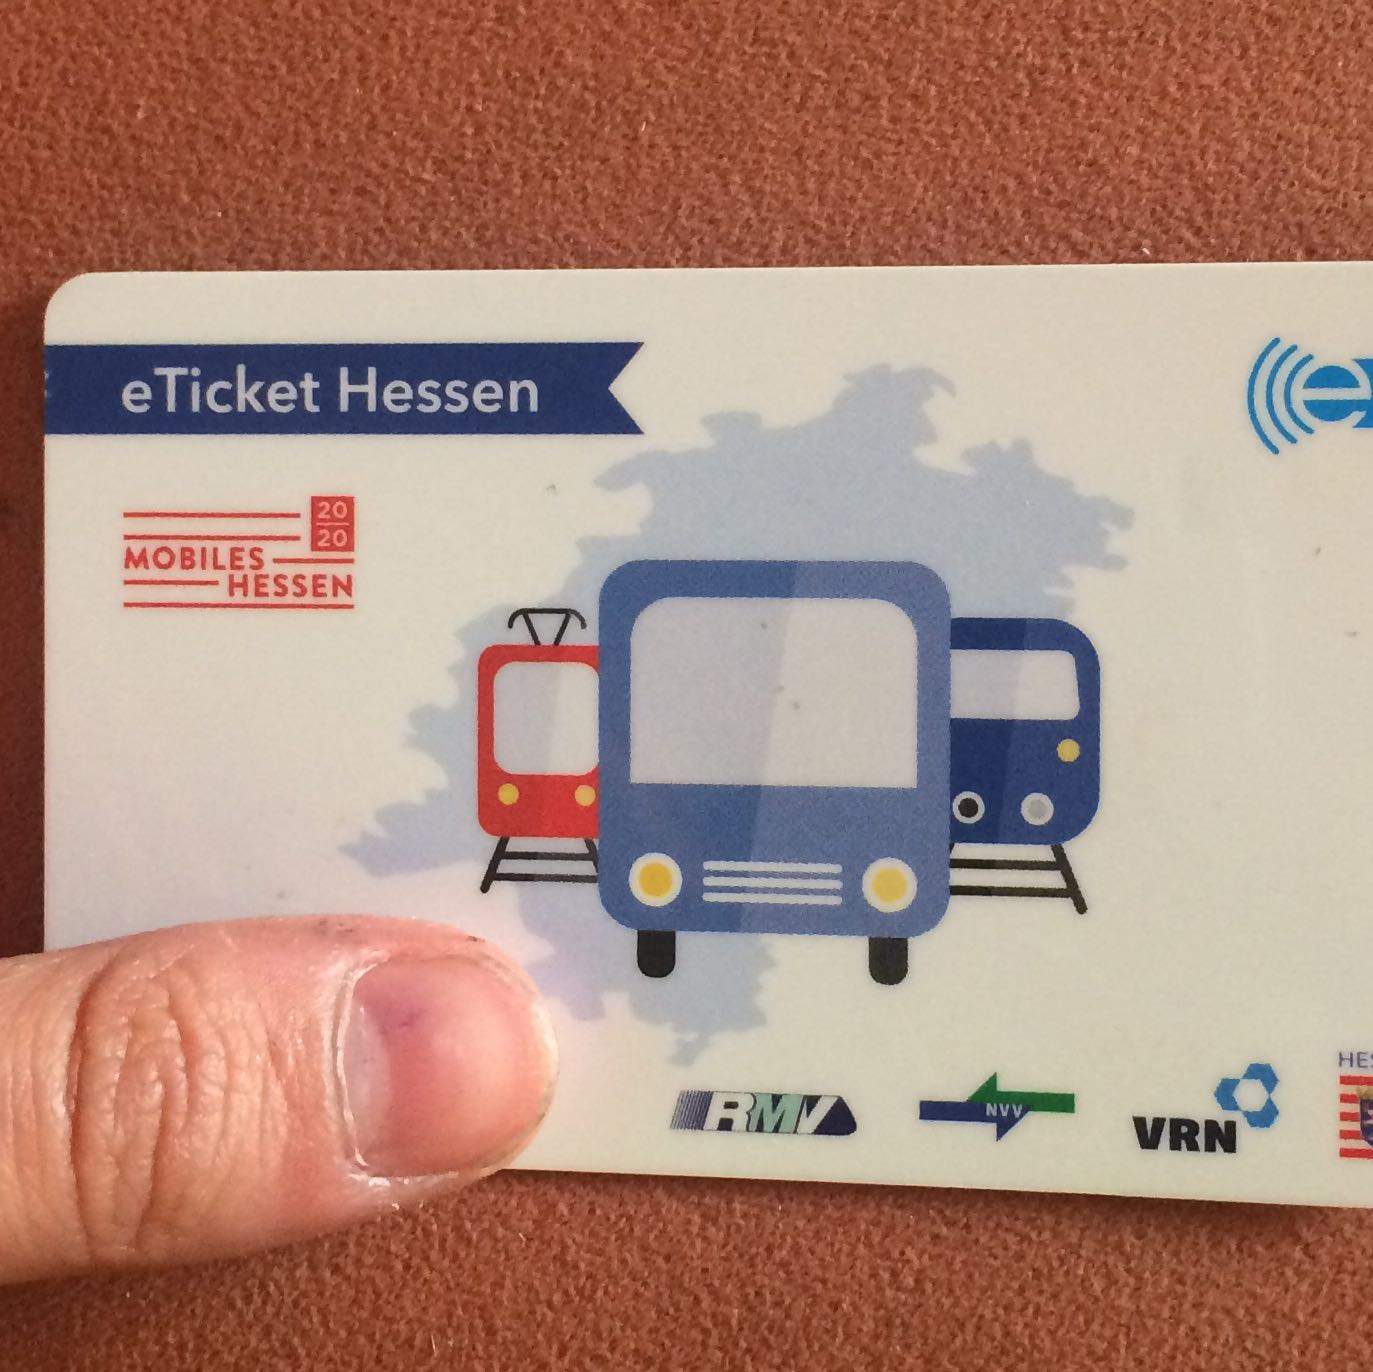 eTicket Hessen
20
20
MOBILES
HESSEN
RMV
NVV
VRN